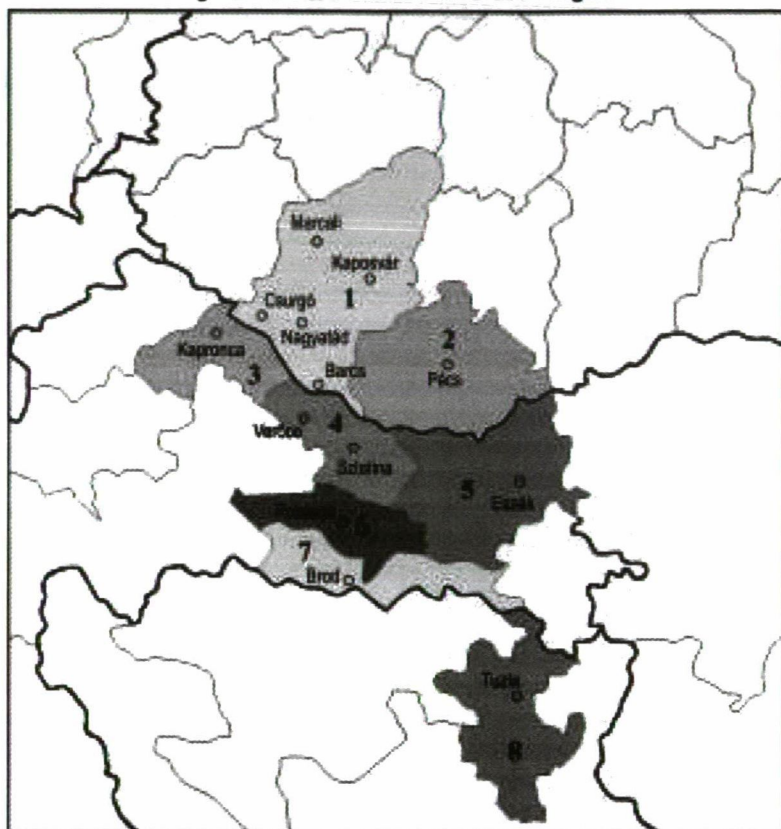 Marcali
Kaposvár
1
Csurgó
Nagyatád
2
Kapronca
Pécs
3
Barcs
4
Verőce
Szlatina
5
Eszék
6
7
Brod
Tuzla
8